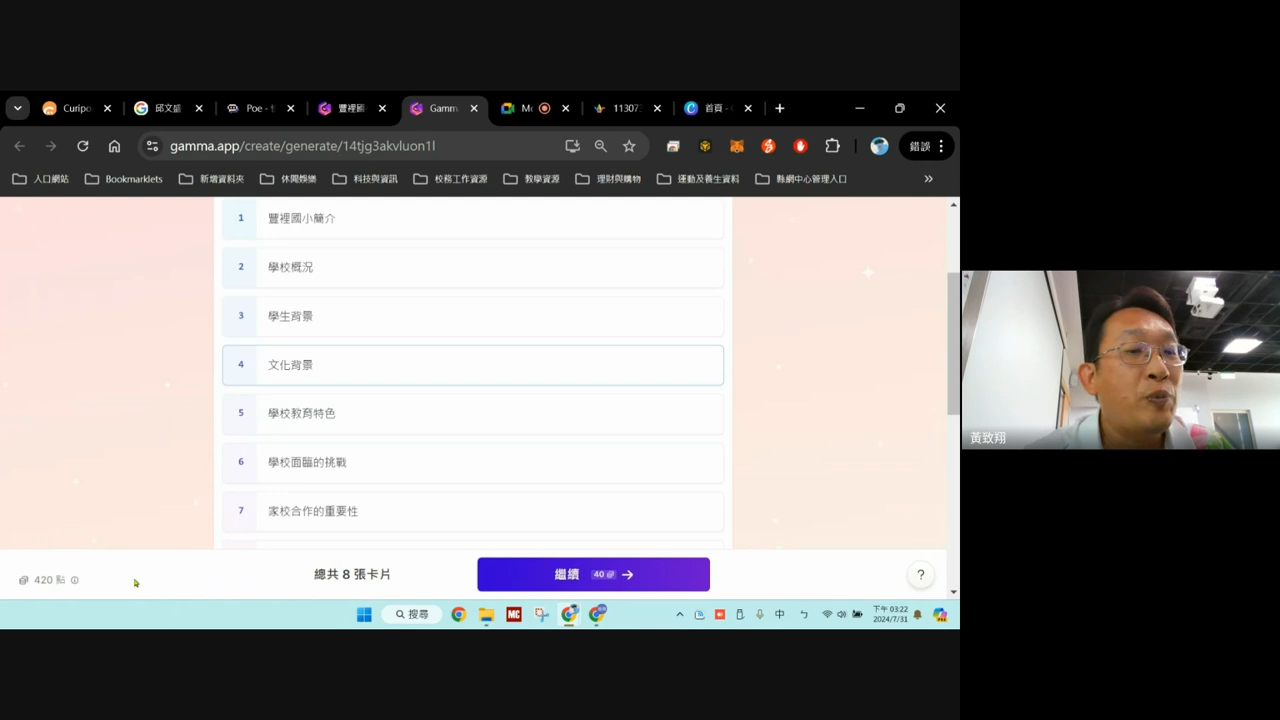 Curipo
邱文盛
Poe -
豐裡國
Gamm
M
11307
首頁 -
gamma.app/create/generate/14tjg3akvluon1l
錯誤
人口網站
Bookmarklets
新增資料夾
休閒娛樂
科技與資訊
校務工作資源
教學資源
理財與購物
運動及養生資料
縣網中心管理入口
1 豐裡國小簡介
2 學校概況
3 學生背景
4 文化背景
5 學校教育特色
6 學校面臨的挑戰
7 家校合作的重要性
420 點
總共 8 張卡片
繼續 40
?
黃致翔
搜尋
MC
中
下午 03:22
2024/7/31